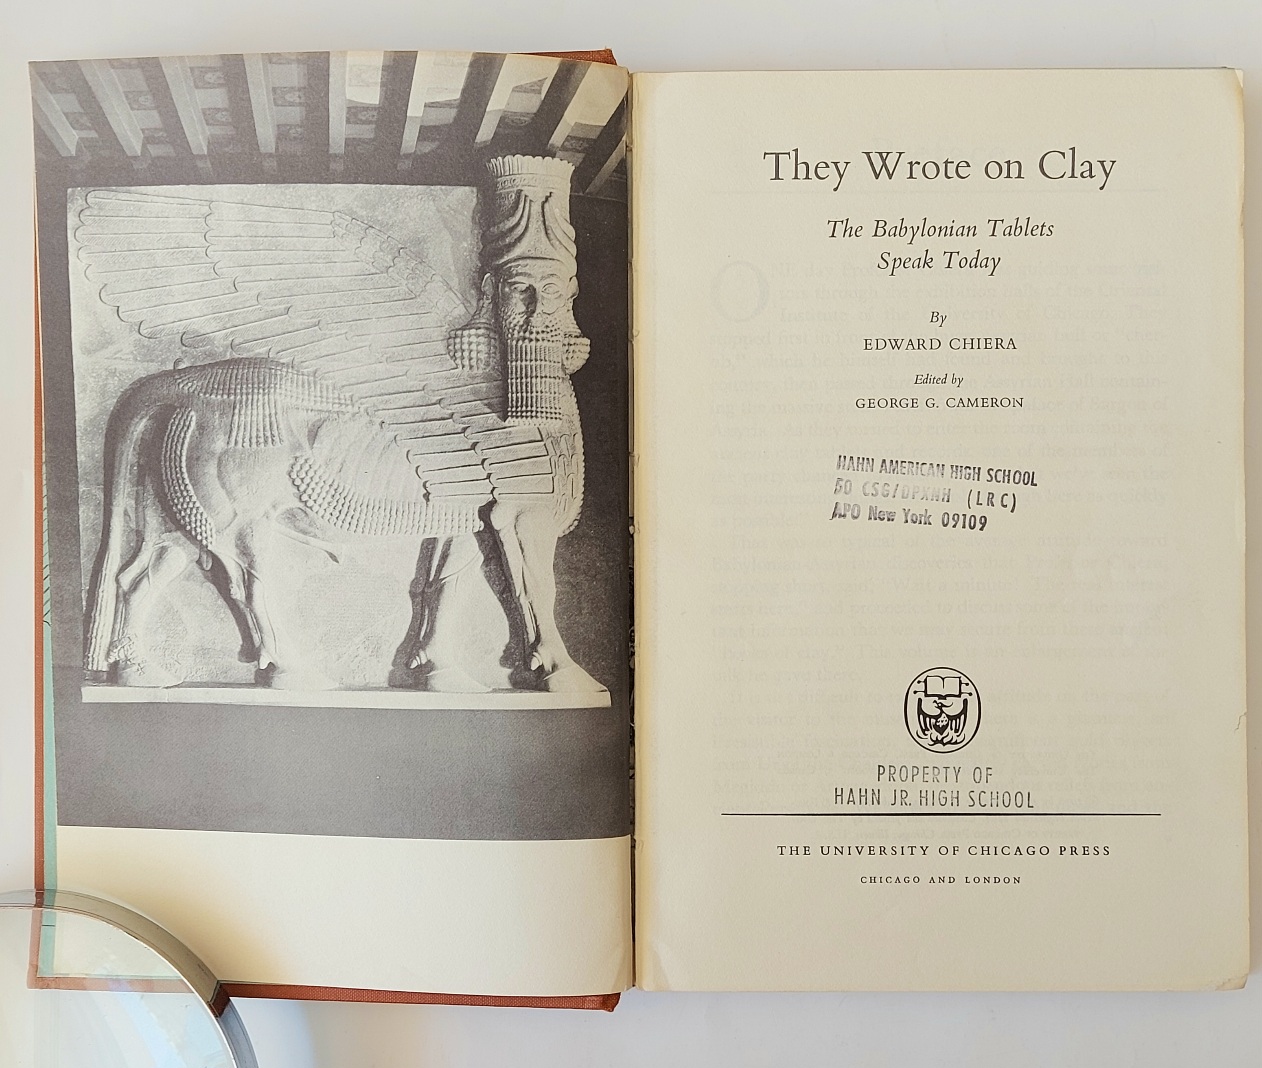 They Wrote on Clay
The Babylonian Tablets
Speak Today
By
EDWARD CHIERA
Edited by
GEORGE G. CAMERON
HAHN AMERICAN HIGH SCHOOL
50 CSG/DPXNH (LRC)
APO New York 09109
PROPERTY OF
HAHN JR. HIGH SCHOOL
THE UNIVERSITY OF CHICAGO PRESS
CHICAGO AND LONDON